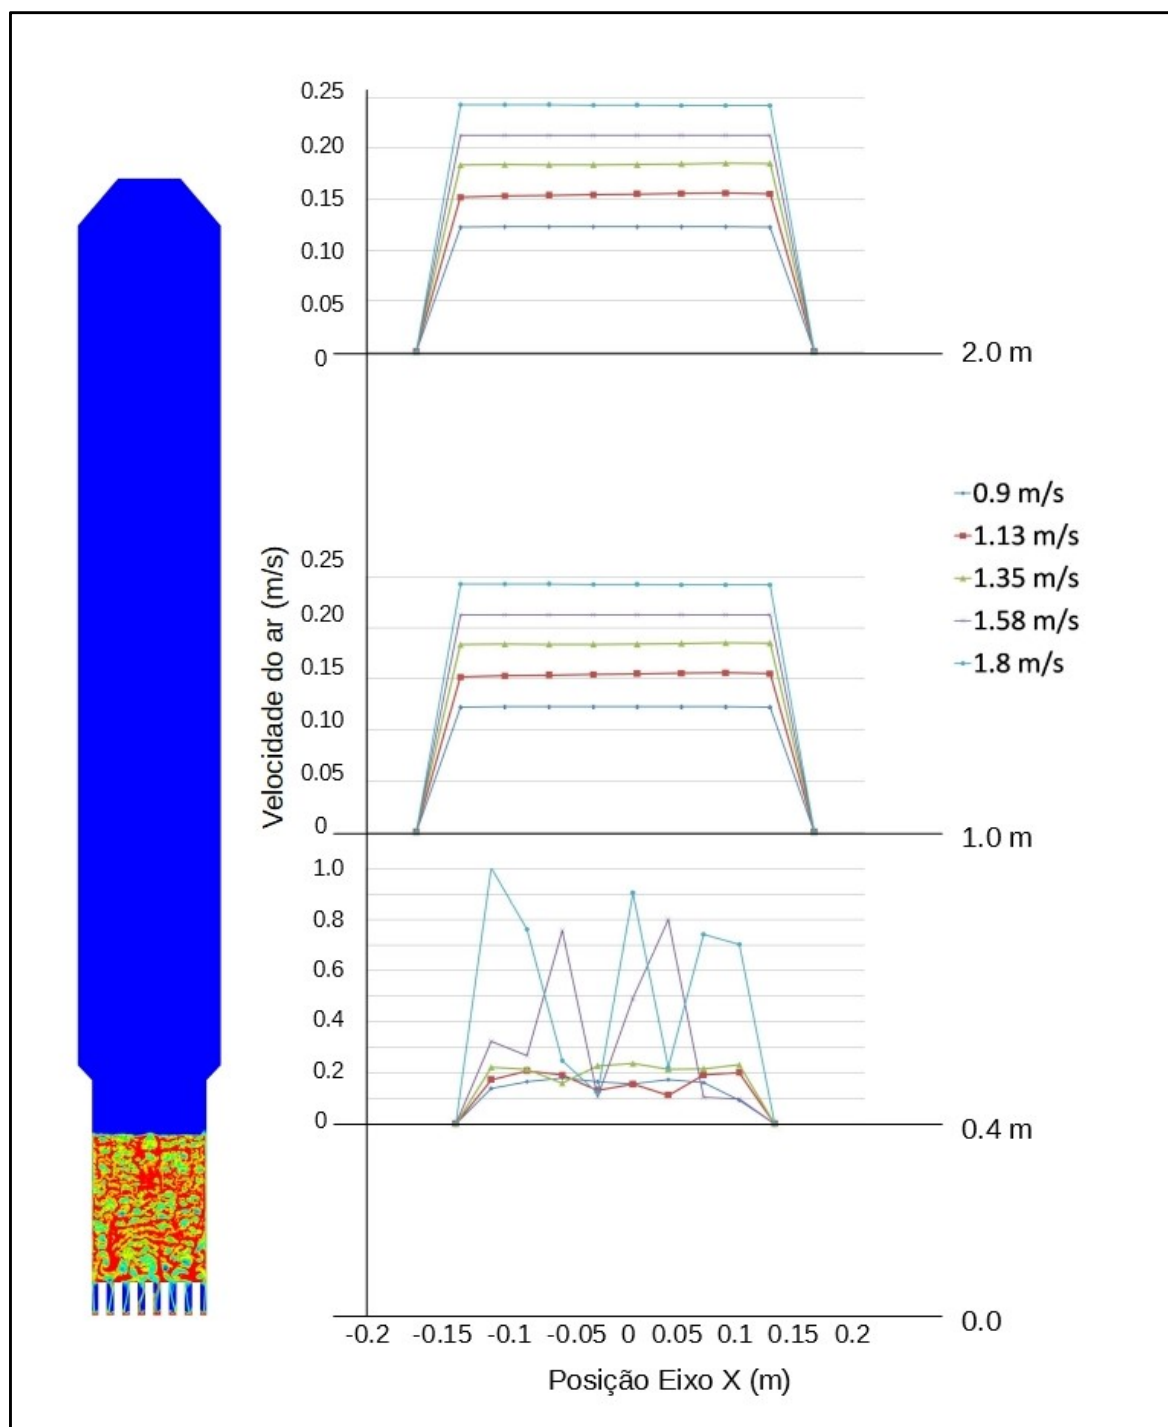 0.25
0.20
0.15
0.10
0.05
0
2.0 m
0.9 m/s
1.13 m/s
1.35 m/s
1.58 m/s
1.8 m/s
Velocidade do ar (m/s)
0.25
0.20
0.15
0.10
0.05
0
1.0 m
1.0
0.8
0.6
0.4
0.2
0
0.4 m
0.0
-0.2 -0.15 -0.1 -0.05 0 0.05 0.1 0.15 0.2
Posição Eixo X (m)